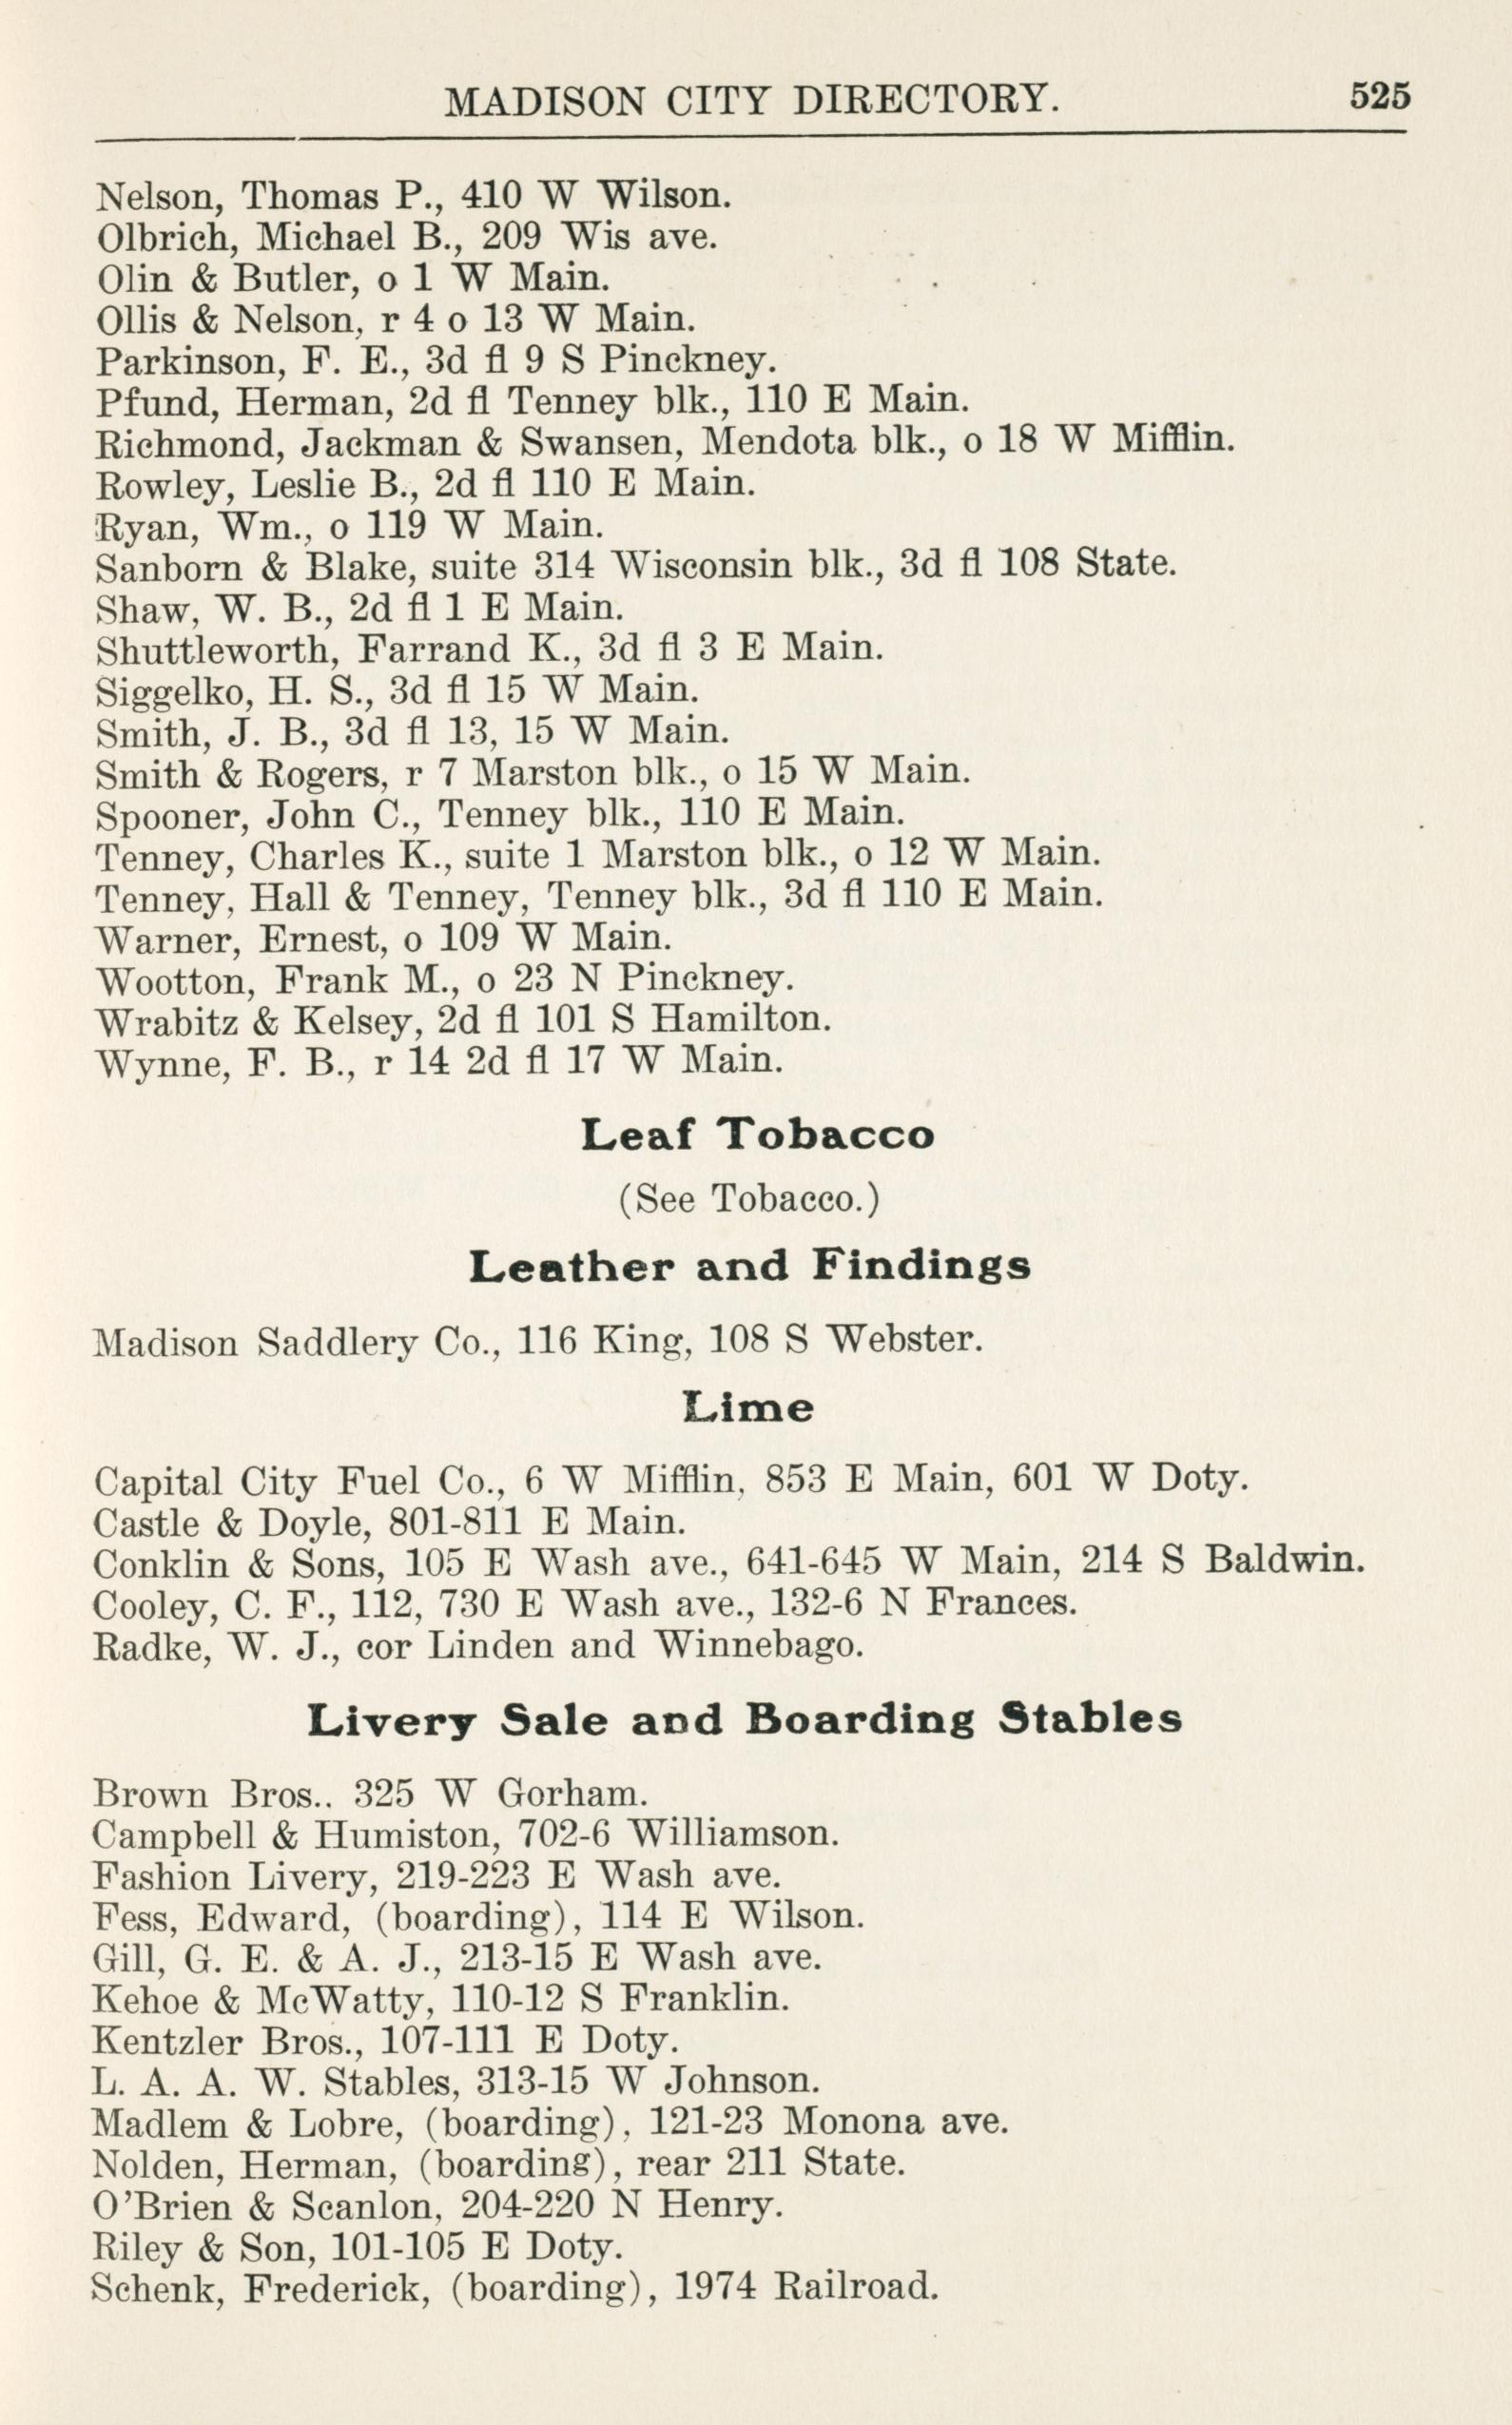 MADISON CITY DIRECTORY. 525
Nelson, Thomas P., 410 W Wilson.
Olbrich, Michael B., 209 Wis ave.
Olin & Butler, o 1 W Main.
Ollis & Nelson, r 4 o 13 W Main.
Parkinson, F. E., 3d fl 9 S Pinckney.
Pfund, Herman, 2d fl Tenney blk., 110 E Main.
Richmond, Jackman & Swansen, Mendota blk., o 18 W Mifflin.
Rowley, Leslie B., 2d fl 110 E Main.
Ryan, Wm., o 119 W Main.
Sanborn & Blake, suite 314 Wisconsin blk., 3d fl 108 State.
Shaw, W. B., 2d fl 1 E Main.
Shuttleworth, Farrand K., 3d fl 3 E Main.
Siggelko, H. S., 3d fl 15 W Main.
Smith, J. B., 3d fl 13, 15 W Main.
Smith & Rogers, r 7 Marston blk., o 15 W Main.
Spooner, John C., Tenney blk., 110 E Main.
Tenney, Charles K., suite 1 Marston blk., o 12 W Main.
Tenney, Hall & Tenney, Tenney blk., 3d fl 110 E Main.
Warner, Ernest, o 109 W Main.
Wootton, Frank M., o 23 N Pinckney.
Wrabitz & Kelsey, 2d fl 101 S Hamilton.
Wynne, F. B., r 14 2d fl 17 W Main.
Leaf Tobacco
(See Tobacco.)
Leather and Findings
Madison Saddlery Co., 116 King, 108 S Webster.
Lime
Capital City Fuel Co., 6 W Mifflin, 853 E Main, 601 W Doty.
Castle & Doyle, 801-811 E Main.
Conklin & Sons, 105 E Wash ave., 641-645 W Main, 214 S Baldwin.
Cooley, C. F., 112, 730 E Wash ave., 132-6 N Frances.
Radke, W. J., cor Linden and Winnebago.
Livery Sale and Boarding Stables
Brown Bros.. 325 W Gorham.
Campbell & Humiston, 702-6 Williamson.
Fashion Livery, 219-223 E Wash ave.
Fess, Edward, (boarding), 114 E Wilson.
Gill, G. E. & A. J., 213-15 E Wash ave.
Kehoe & McWatty, 110-12 S Franklin.
Kentzler Bros., 107-111 E Doty.
L. A. A. W. Stables, 313-15 W Johnson.
Madlem & Lobre, (boarding), 121-23 Monona ave.
Nolden, Herman, (boarding), rear 211 State.
O'Brien & Scanlon, 204-220 N Henry.
Riley & Son, 101-105 E Doty.
Schenk, Frederick, (boarding), 1974 Railroad.